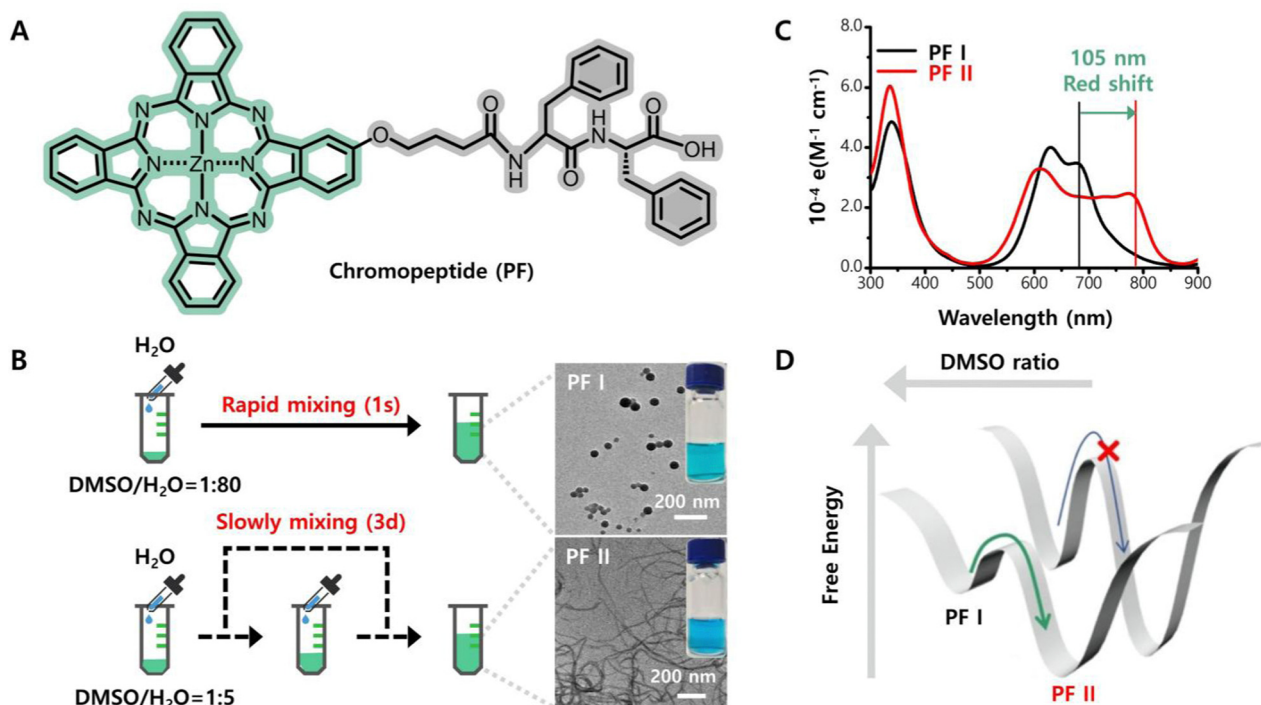 A
N
N
N
N
N
Zn
N
N
N
O
O
N
H
O
H
N
O
OH
Chromopeptide (PF)
B
H₂O
Rapid mixing (1s)
DMSO/H₂O=1:80
Slowly mixing (3d)
H₂O
DMSO/H₂O=1:5
PF I
200 nm
PF II
200 nm
C
8.0
6.0
4.0
2.0
0.0
10⁻⁴ e(M⁻¹ cm⁻¹)
PF I
PF II
105 nm
Red shift
300 400 500 600 700 800 900
Wavelength (nm)
D
DMSO ratio
Free Energy
PF I
PF II